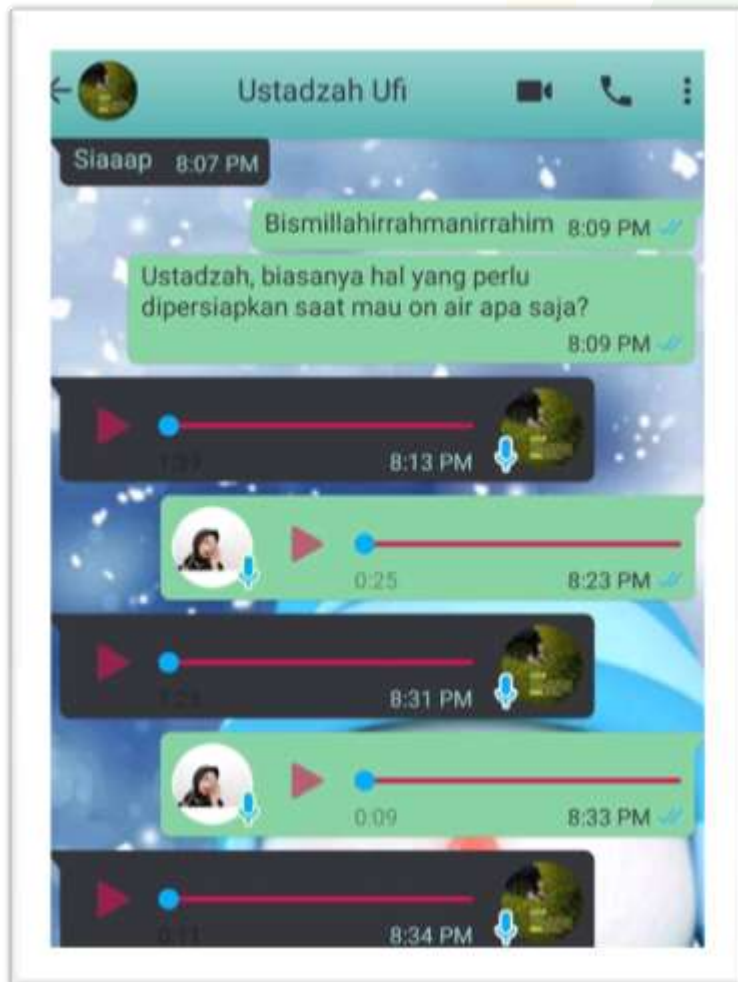 Ustadzah Ufi
Siaaap 8:07 PM
Bismillahirrahmanirrahim 8:09 PM
Ustadzah, biasanya hal yang perlu
dipersiapkan saat mau on air apa saja?
8:09 PM
8:13 PM
0:25 8:23 PM
8:31 PM
0:09 8:33 PM
0:11 8:34 PM